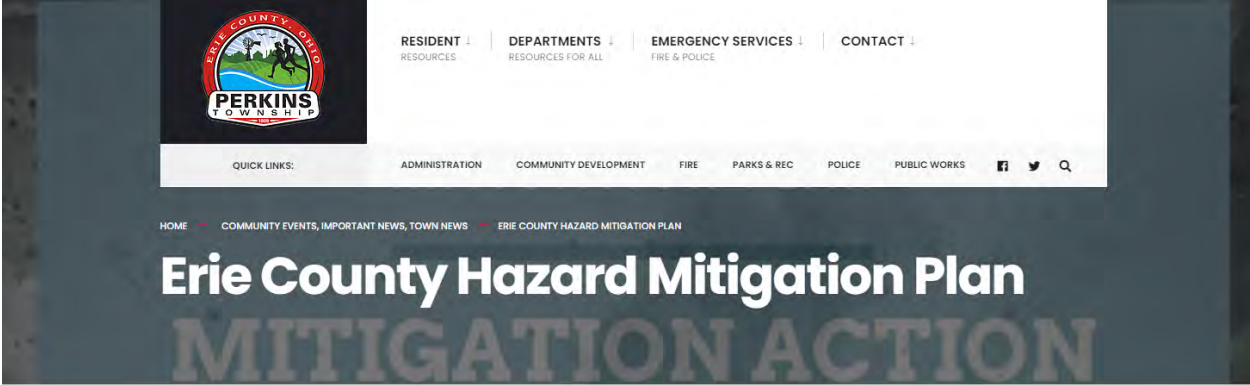 ERIE COUNTY, OHIO
PERKINS
TOWNSHIP
RESIDENT ↓ DEPARTMENTS ↓ EMERGENCY SERVICES ↓ CONTACT ↓
RESOURCES RESOURCES FOR ALL FIRE & POLICE
QUICK LINKS: ADMINISTRATION COMMUNITY DEVELOPMENT FIRE PARKS & REC POLICE PUBLIC WORKS
HOME — COMMUNITY EVENTS, IMPORTANT NEWS, TOWN NEWS — ERIE COUNTY HAZARD MITIGATION PLAN
Erie County Hazard Mitigation Plan
MITIGATION ACTION